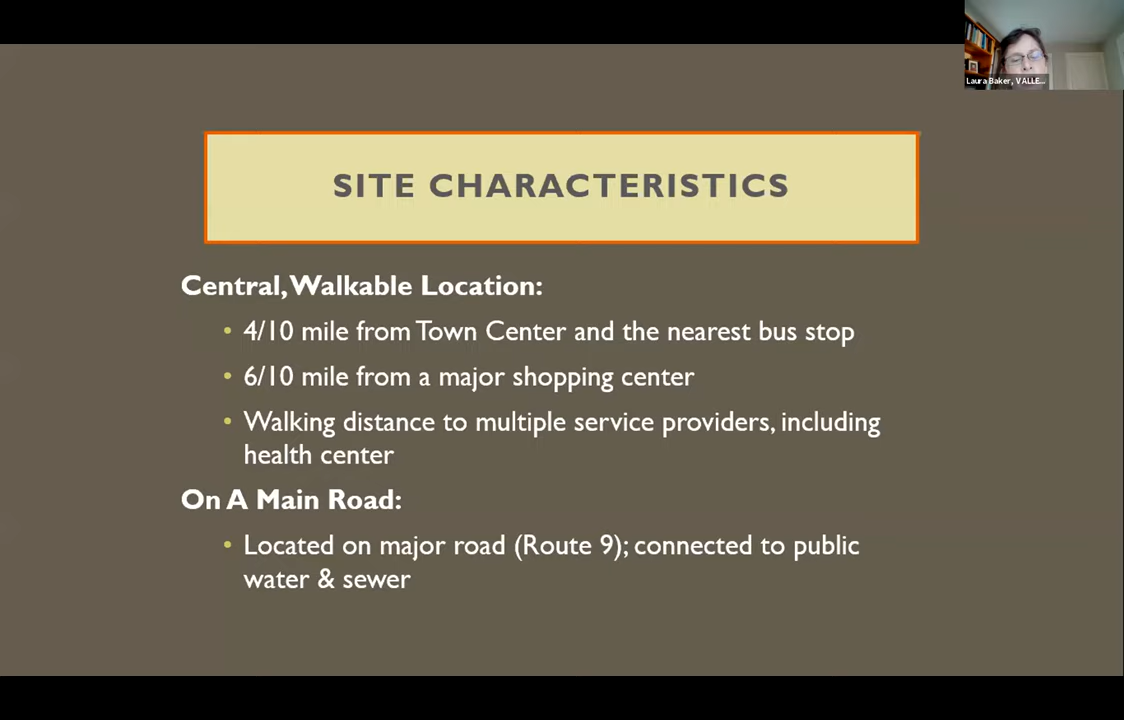 Laura Baker, VALLE...
SITE CHARACTERISTICS
Central, Walkable Location:
• 4/10 mile from Town Center and the nearest bus stop
• 6/10 mile from a major shopping center
• Walking distance to multiple service providers, including
health center
On A Main Road:
• Located on major road (Route 9); connected to public
water & sewer